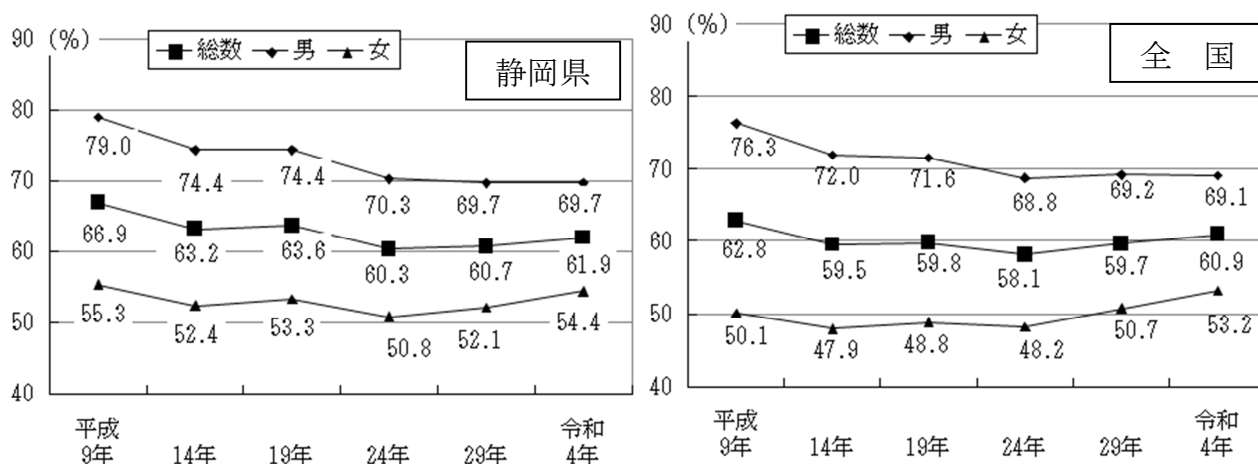 90 (%)
総数 男 女
静岡県
80
70
60
50
40
79.0
74.4
74.4
70.3
69.7
69.7
66.9
63.2
63.6
60.3
60.7
61.9
55.3
52.4
53.3
50.8
52.1
54.4
平成
9年
14年
19年
24年
29年
令和
4年
90 (%)
総数 男 女
全 国
80
70
60
50
40
76.3
72.0
71.6
68.8
69.2
69.1
62.8
59.5
59.8
58.1
59.7
60.9
50.1
47.9
48.8
48.2
50.7
53.2
平成
9年
14年
19年
24年
29年
令和
4年